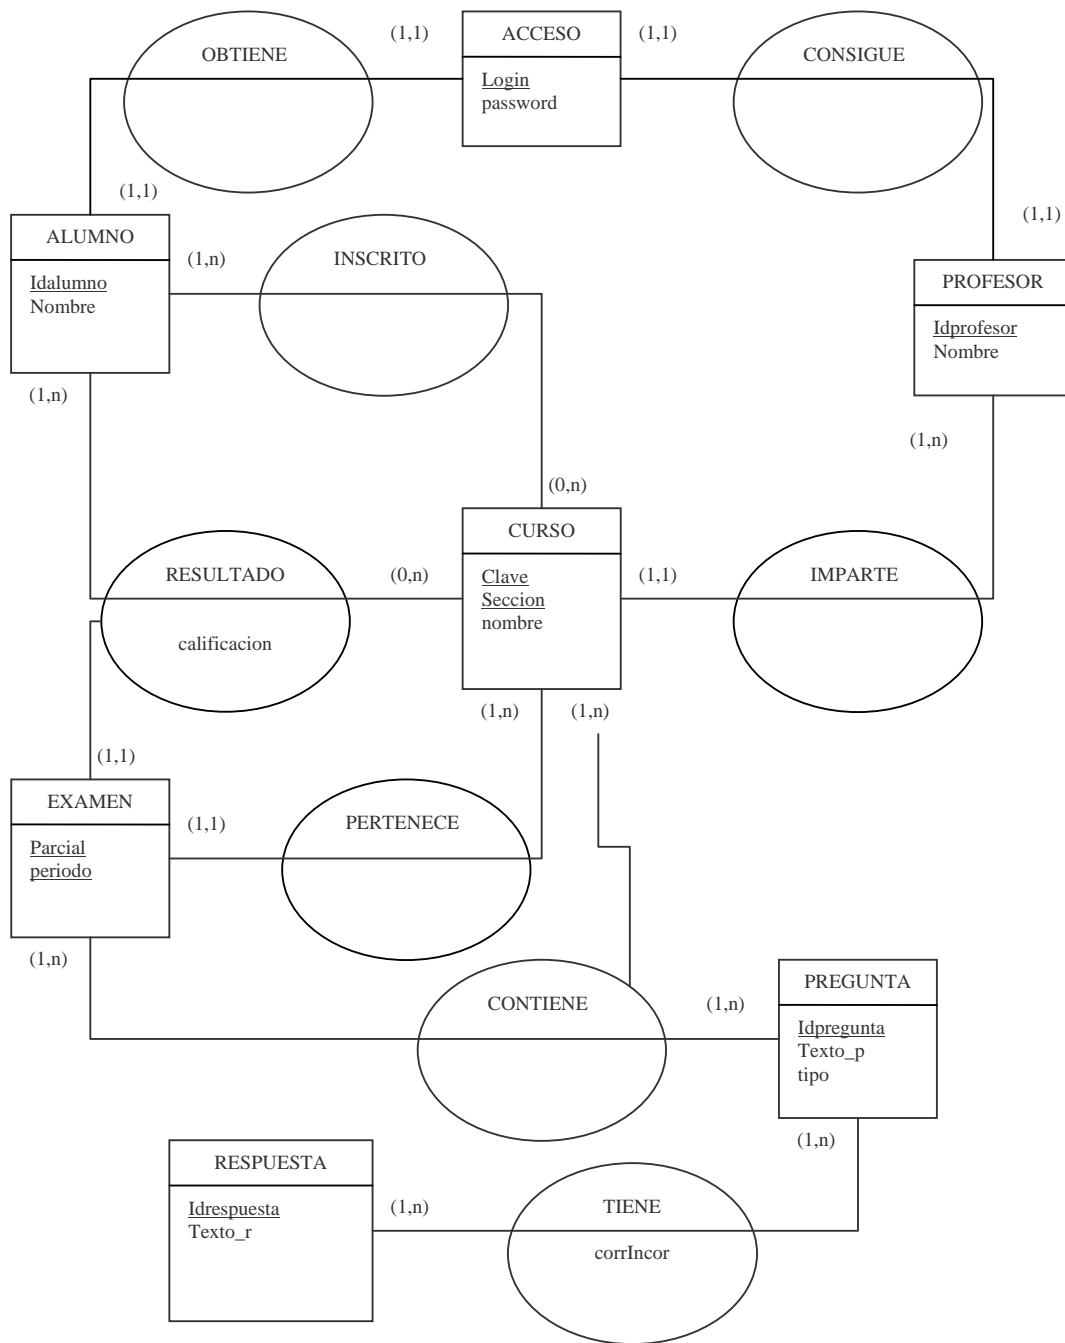 (1,1)
ACCESO
(1,1)
OBTIENE
CONSIGUE
Login
password
(1,1)
(1,1)
ALUMNO
(1,n)
INSCRITO
PROFESOR
Idalumno
Nombre
Idprofesor
Nombre
(1,n)
(1,n)
(0,n)
CURSO
RESULTADO
(0,n)
(1,1)
IMPARTE
Clave
Seccion
nombre
calificacion
(1,n)
(1,n)
(1,1)
EXAMEN
(1,1)
PERTENECE
Parcial
periodo
(1,n)
PREGUNTA
CONTIENE
(1,n)
Idpregunta
Texto_p
tipo
(1,n)
RESPUESTA
Idrespuesta
Texto_r
(1,n)
TIENE
corrIncor